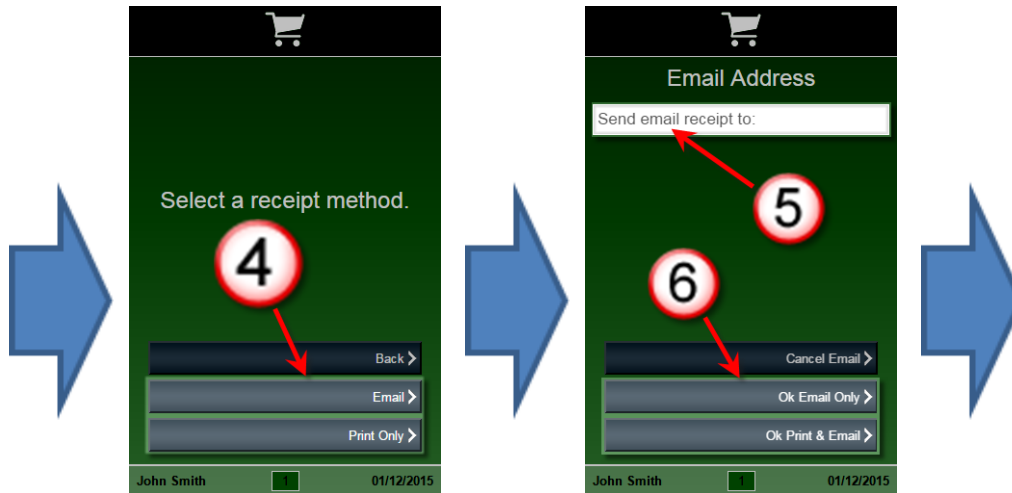 Select a receipt method.
4
Back
Email
Print Only
John Smith 1 01/12/2015
Email Address
Send email receipt to:
5
6
Cancel Email
Ok Email Only
Ok Print & Email
John Smith 1 01/12/2015